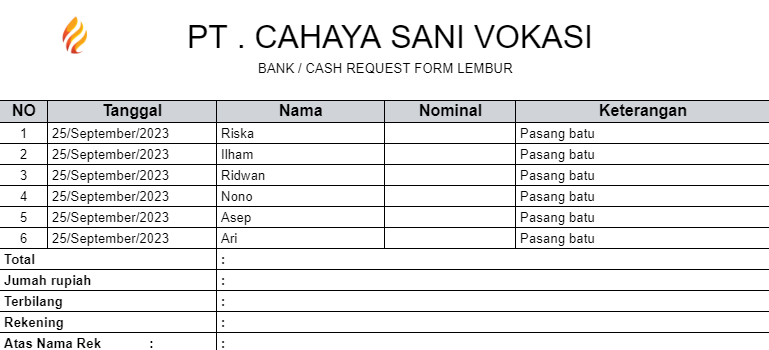 PT . CAHAYA SANI VOKASI
BANK / CASH REQUEST FORM LEMBUR
NO Tanggal Nama Nominal Keterangan
1 25/September/2023 Riska Pasang batu
2 25/September/2023 Ilham Pasang batu
3 25/September/2023 Ridwan Pasang batu
4 25/September/2023 Nono Pasang batu
5 25/September/2023 Asep Pasang batu
6 25/September/2023 Ari Pasang batu
Total :
Jumah rupiah :
Terbilang :
Rekening :
Atas Nama Rek : :